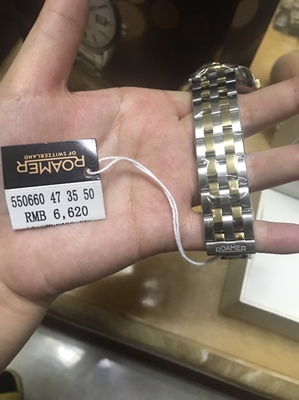 ROAMER
OF SWITZERLAND
550660 47 35 50
RMB 6,620
ROAMER